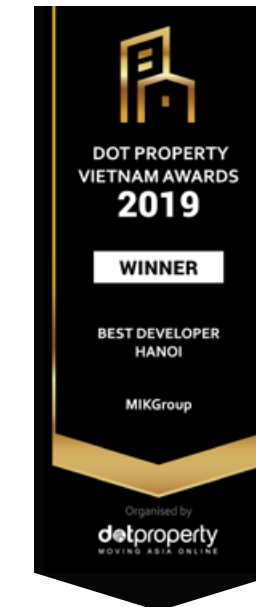 DOT PROPERTY
VIETNAM AWARDS
2019
WINNER
BEST DEVELOPER
HANOI
MIKGroup
Organised by
dotproperty
MOVING ASIA ONLINE